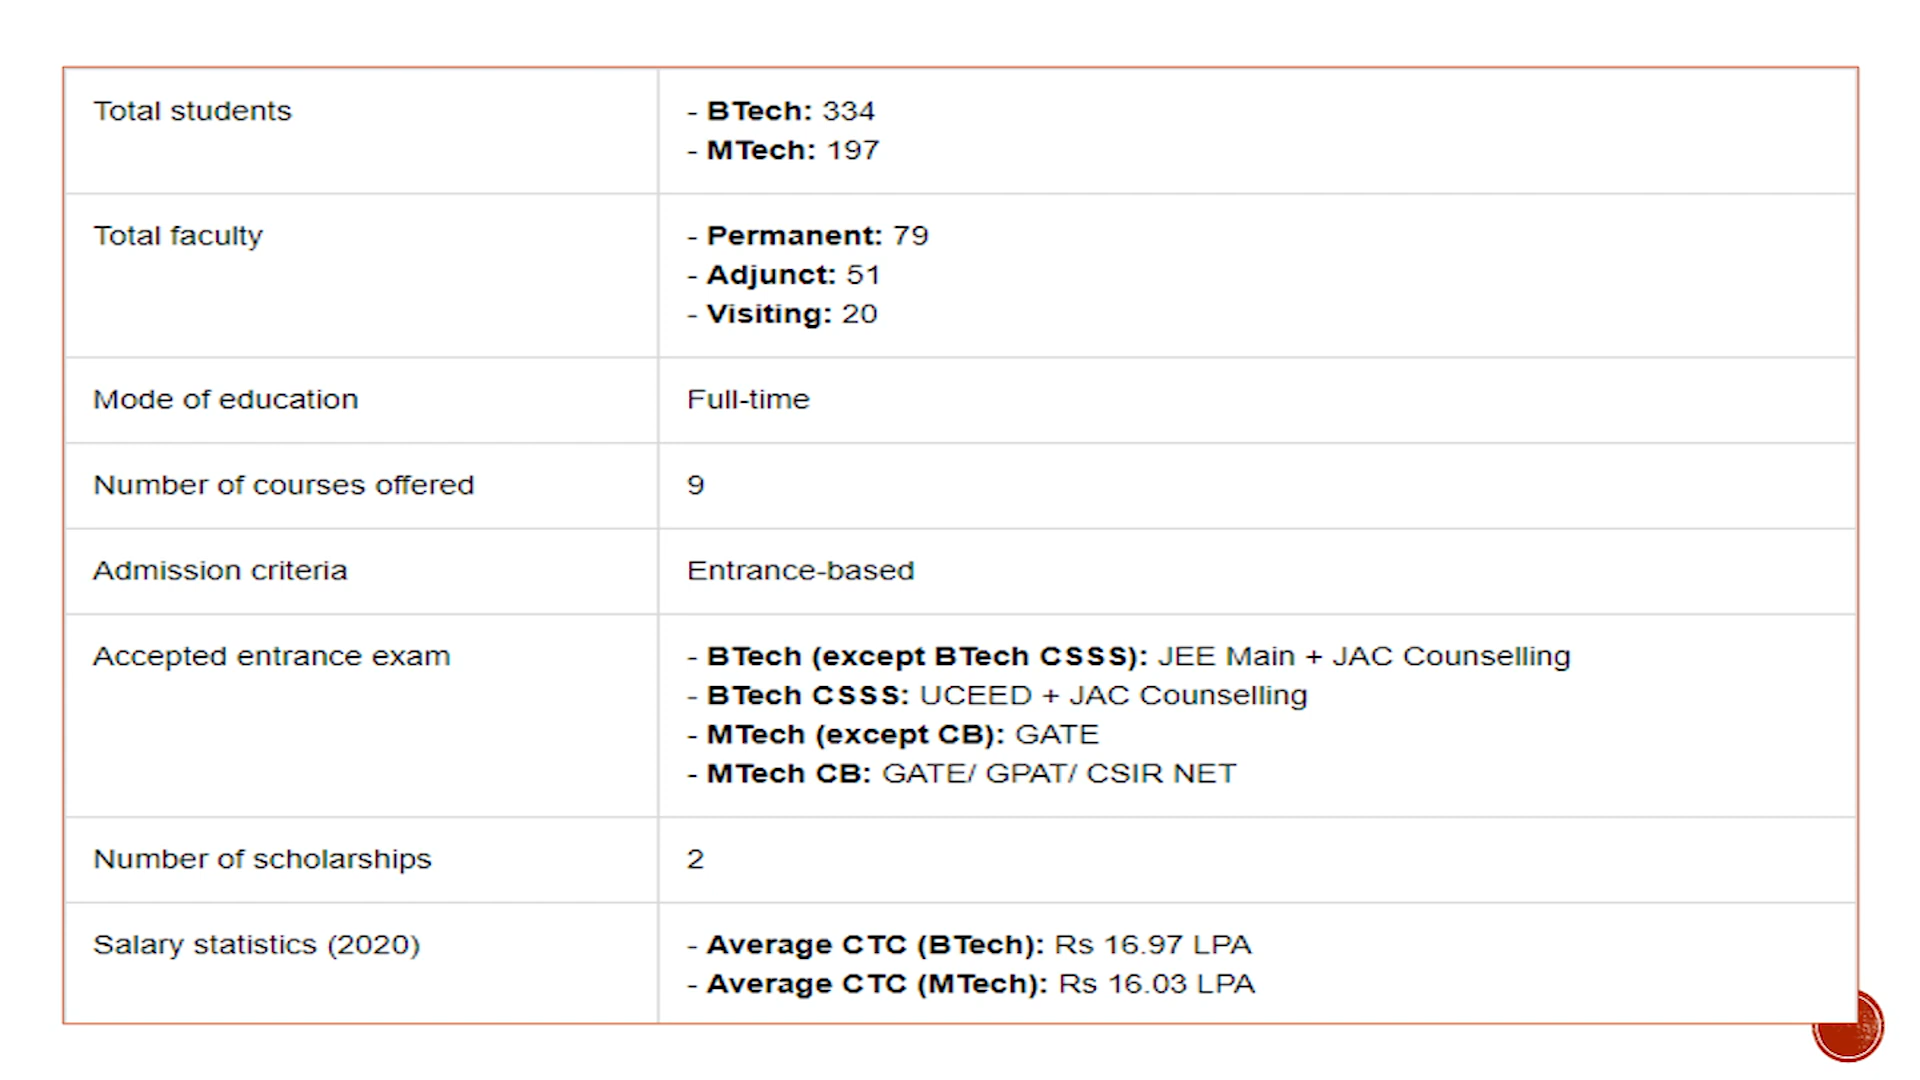 Total students
- BTech: 334
- MTech: 197
Total faculty
- Permanent: 79
- Adjunct: 51
- Visiting: 20
Mode of education
Full-time
Number of courses offered
9
Admission criteria
Entrance-based
Accepted entrance exam
- BTech (except BTech CSSS): JEE Main + JAC Counselling
- BTech CSSS: UCEED + JAC Counselling
- MTech (except CB): GATE
- MTech CB: GATE/ GPAT/ CSIR NET
Number of scholarships
2
Salary statistics (2020)
- Average CTC (BTech): Rs 16.97 LPA
- Average CTC (MTech): Rs 16.03 LPA